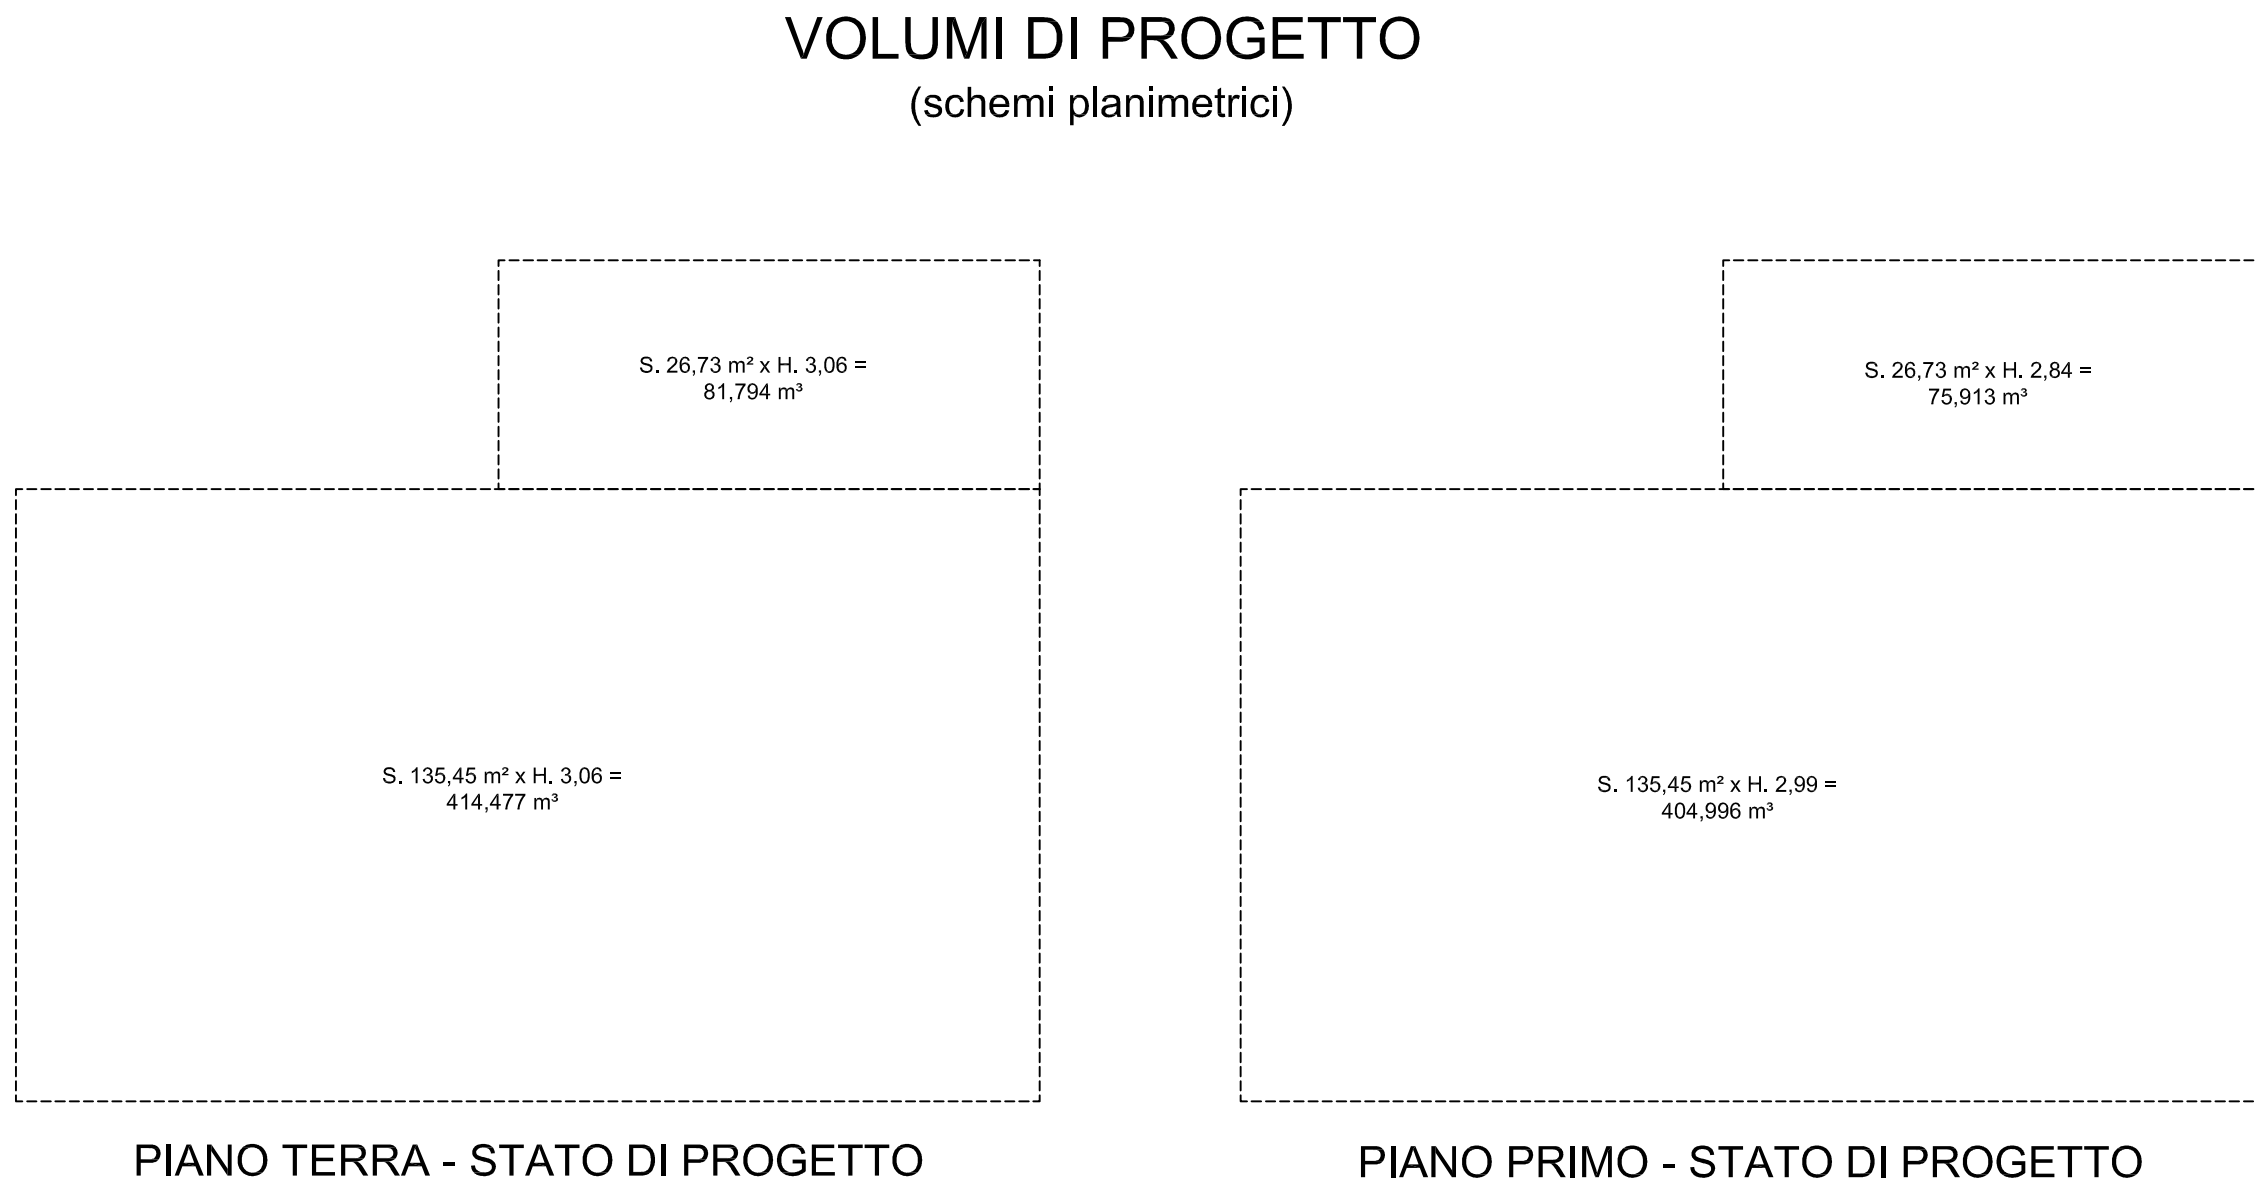 VOLUMI DI PROGETTO
(schemi planimetrici)
S. 26,73 m² x H. 3,06 =
81,794 m³
S. 26,73 m² x H. 2,84 =
75,913 m³
S. 135,45 m² x H. 3,06 =
414,477 m³
S. 135,45 m² x H. 2,99 =
404,996 m³
PIANO TERRA - STATO DI PROGETTO
PIANO PRIMO - STATO DI PROGETTO